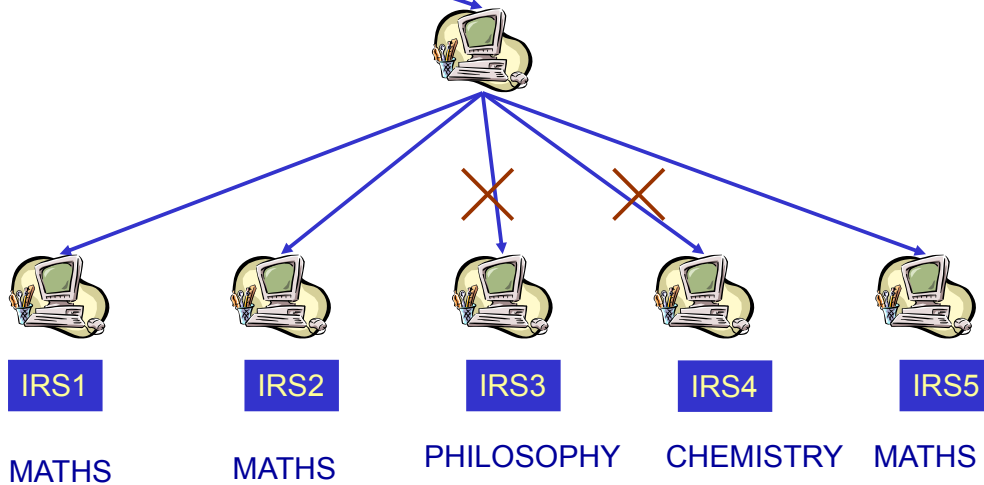 IRS1 IRS2 IRS3 IRS4 IRS5
MATHS MATHS PHILOSOPHY CHEMISTRY MATHS